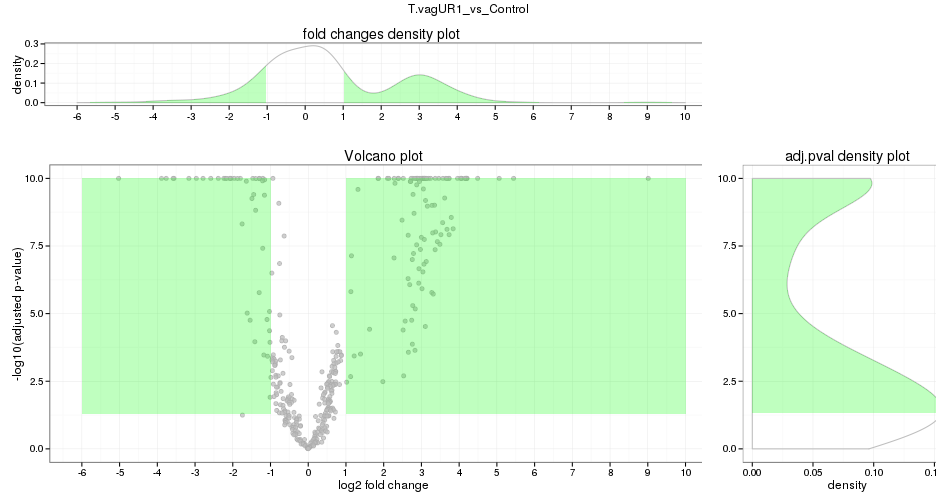 T.vagUR1_vs_Control
fold changes density plot
density
0.3
0.2
0.1
0.0
-6 -5 -4 -3 -2 -1 0 1 2 3 4 5 6 7 8 9 10
Volcano plot
-log10(adjusted p-value)
10.0
7.5
5.0
2.5
0.0
-6 -5 -4 -3 -2 -1 0 1 2 3 4 5 6 7 8 9 10
log2 fold change
adj.pval density plot
10.0
7.5
5.0
2.5
0.0
0.00 0.05 0.10
density